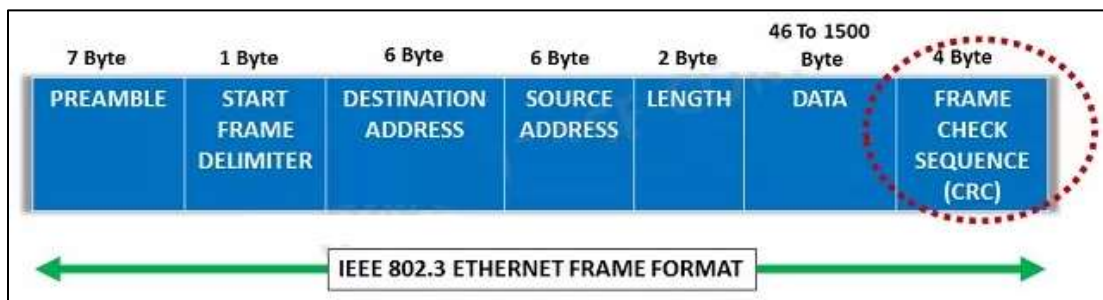 7 Byte 1 Byte 6 Byte 6 Byte 2 Byte 46 To 1500 Byte 4 Byte
PREAMBLE
START
FRAME
DELIMITER
DESTINATION
ADDRESS
SOURCE
ADDRESS
LENGTH
DATA
FRAME
CHECK
SEQUENCE
(CRC)
IEEE 802.3 ETHERNET FRAME FORMAT